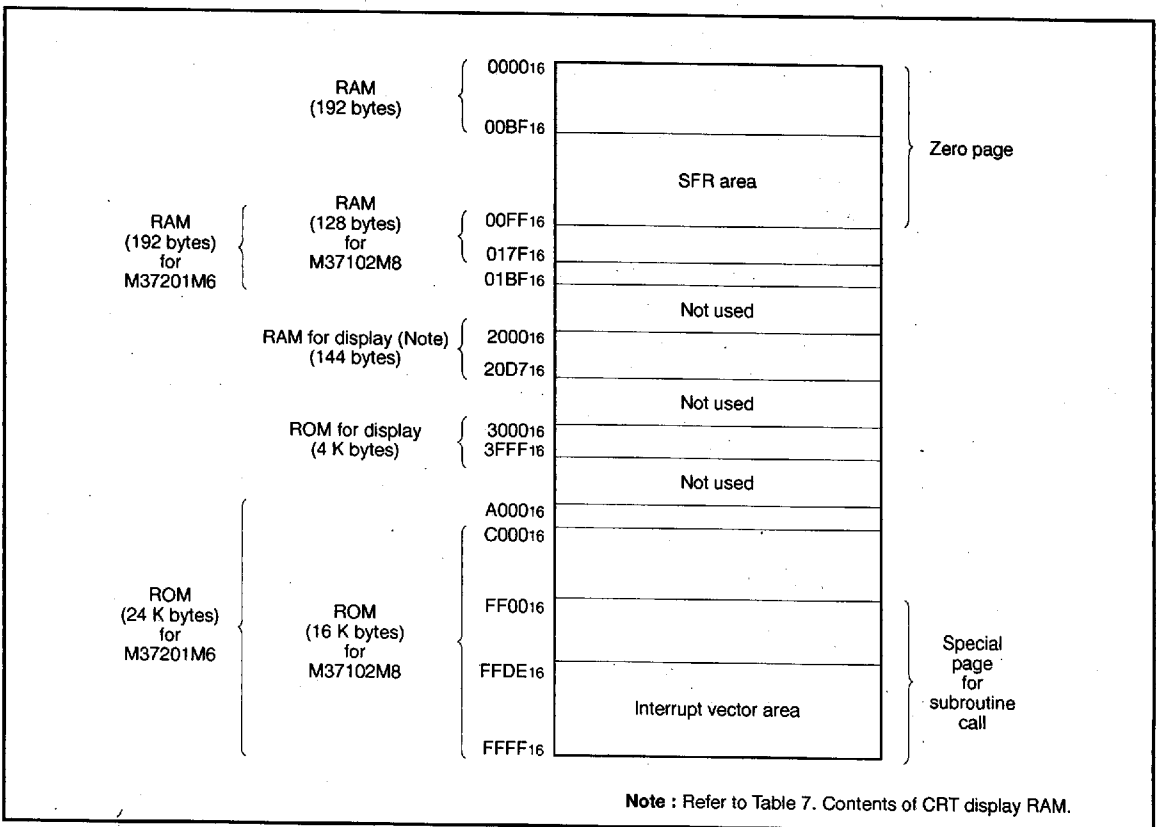 RAM
(192 bytes)
RAM
(192 bytes)
for
M37201M6
RAM
(128 bytes)
for
M37102M8
RAM for display (Note)
(144 bytes)
ROM for display
(4 K bytes)
ROM
(24 K bytes)
for
M37201M6
ROM
(16 K bytes)
for
M37102M8
000016
00BF16
00FF16
017F16
01BF16
200016
20D716
300016
3FFF16
A00016
C00016
FF0016
FFDE16
FFFF16
SFR area
Not used
Not used
Not used
Interrupt vector area
Zero page
Special
page
for
subroutine
call
Note : Refer to Table 7. Contents of CRT display RAM.